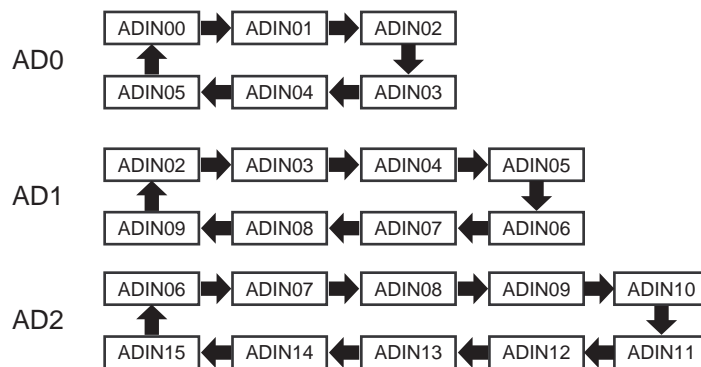 ADIN00 ADIN01 ADIN02
AD0
ADIN05 ADIN04 ADIN03
ADIN02 ADIN03 ADIN04 ADIN05
AD1
ADIN09 ADIN08 ADIN07 ADIN06
ADIN06 ADIN07 ADIN08 ADIN09 ADIN10
AD2
ADIN15 ADIN14 ADIN13 ADIN12 ADIN11